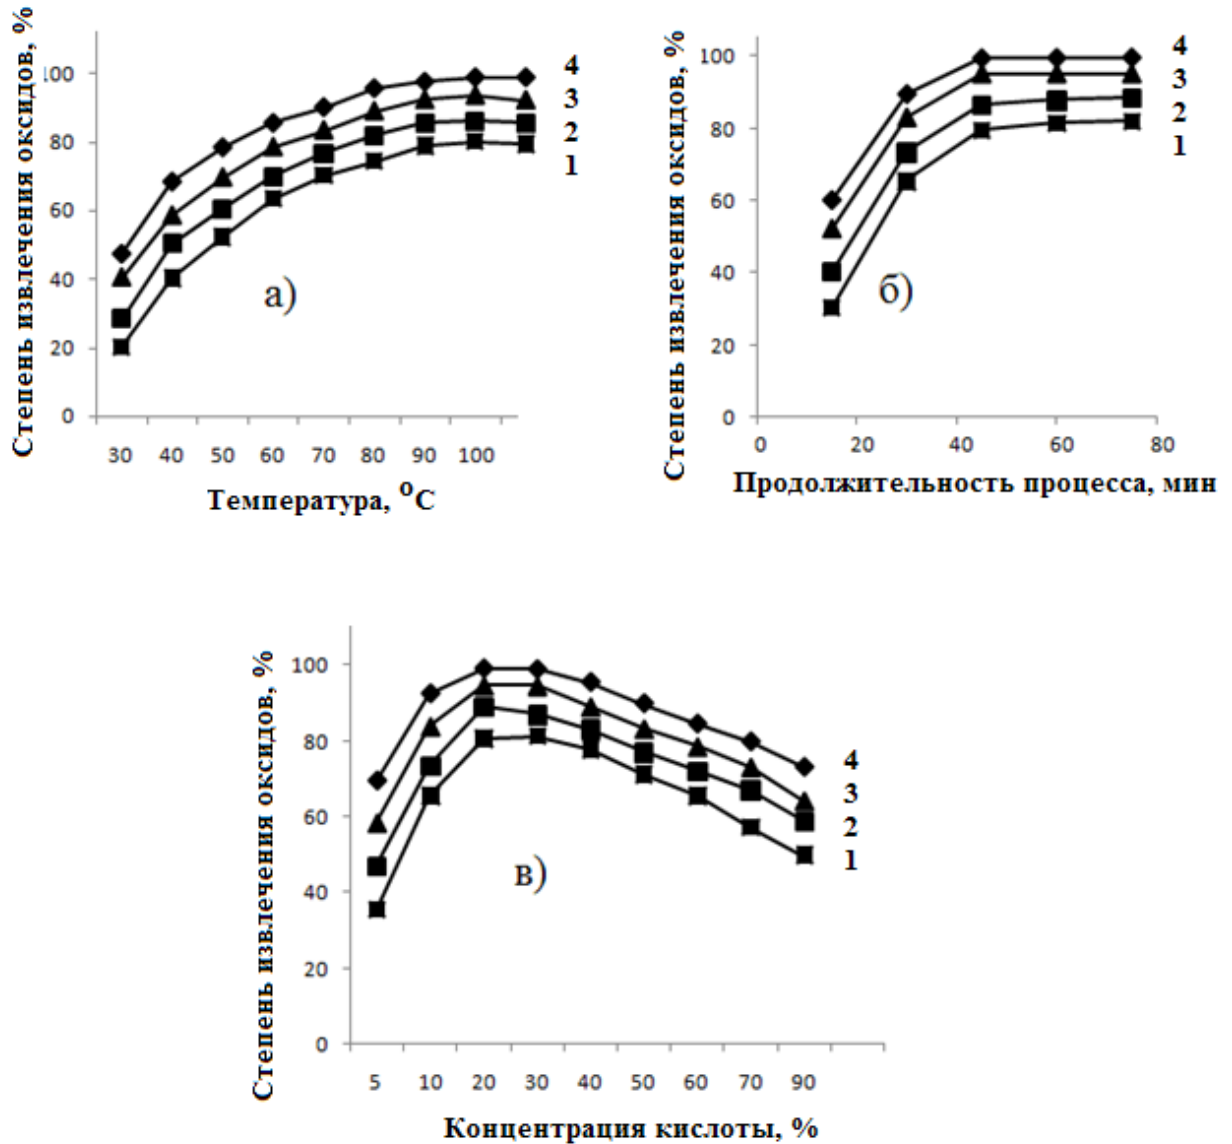 Степень извлечения оксидов, %
100
80
60
40
20
0
30 40 50 60 70 80 90 100
Температура, °С
а)
4
3
2
1
Степень извлечения оксидов, %
100
80
60
40
20
0
0 20 40 60 80
Продолжительность процесса, мин
б)
4
3
2
1
Степень извлечения оксидов, %
100
80
60
40
20
0
5 10 20 30 40 50 60 70 90
Концентрация кислоты, %
в)
4
3
2
1